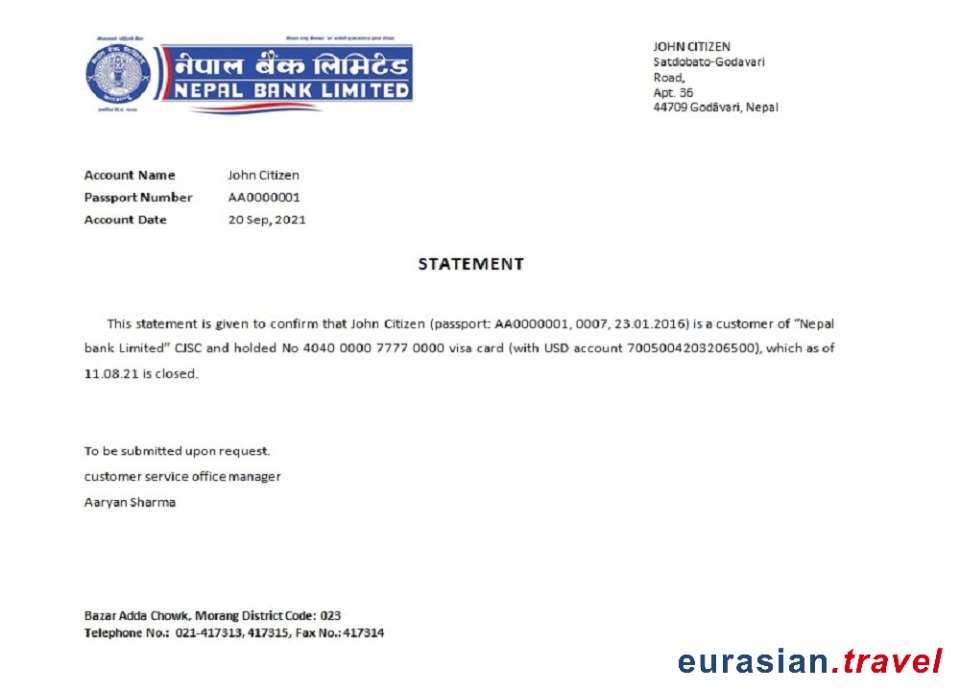 नेपाल बैंक लिमिटेड
NEPAL BANK LIMITED
JOHN CITIZEN
Satdobato-Godavari
Road,
Apt. 36
44709 Godāvari, Nepal
Account Name John Citizen
Passport Number AA0000001
Account Date 20 Sep, 2021
STATEMENT
This statement is given to confirm that John Citizen (passport: AA0000001, 0007, 23.01.2016) is a customer of “Nepal
bank Limited” CJSC and holded No 4040 0000 7777 0000 visa card (with USD account 7005004203206500), which as of
11.08.21 is closed.
To be submitted upon request.
customer service office manager
Aaryan Sharma
Bazar Adda Chowk, Morang District Code: 023
Telephone No.: 021-417313, 417315, Fax No.: 417314
eurasian.travel